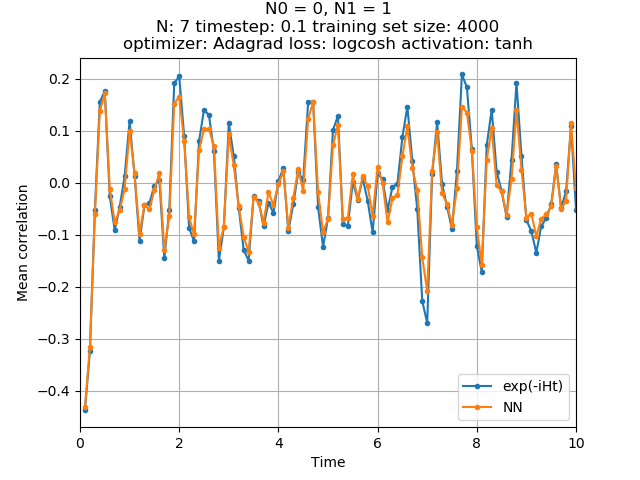 N0 = 0, N1 = 1
N: 7 timestep: 0.1 training set size: 4000
optimizer: Adagrad loss: logcosh activation: tanh
0.2
0.1
0.0
−0.1
−0.2
−0.3
−0.4
Mean correlation
exp(-iHt)
NN
0 2 4 6 8 10
Time